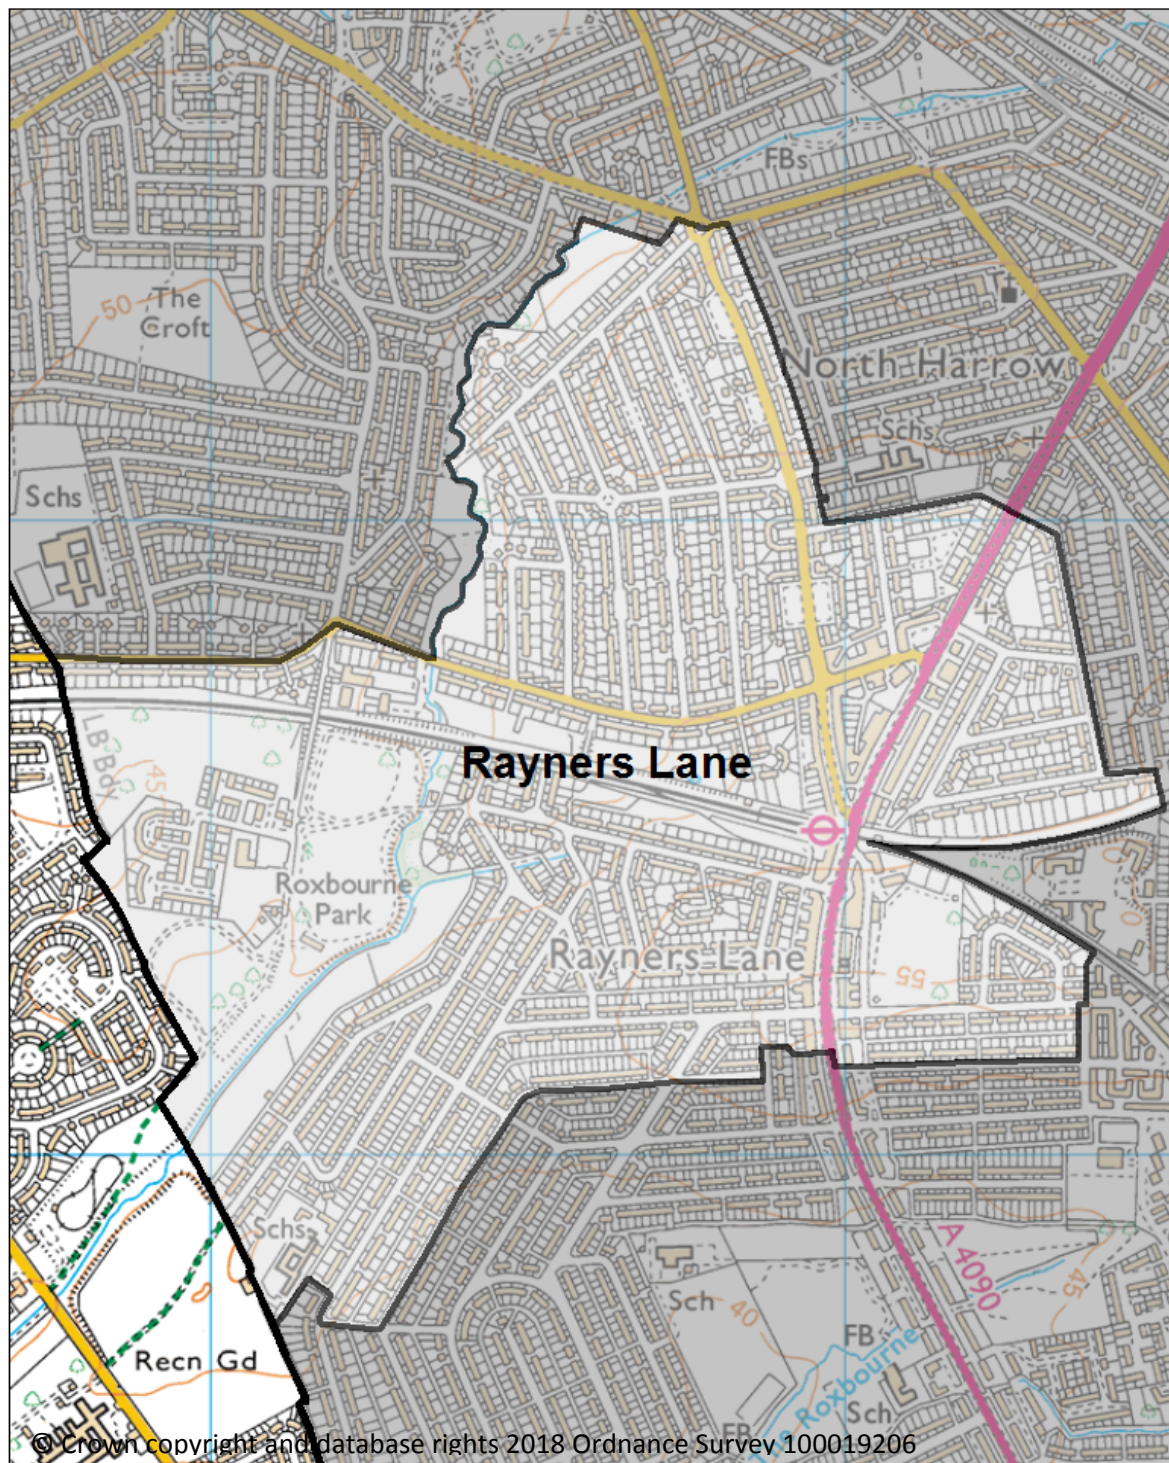 FBs
50 The
Croft
North Harrow
Schs
Schs
LB Bdy
45
Rayners Lane
Roxbourne
Park
Rayners Lane
55
A 4090
Schs
Sch
40
45
FB
Recn Gd
The Roxbourne
Sch
FB
© Crown copyright and database rights 2018 Ordnance Survey 100019206